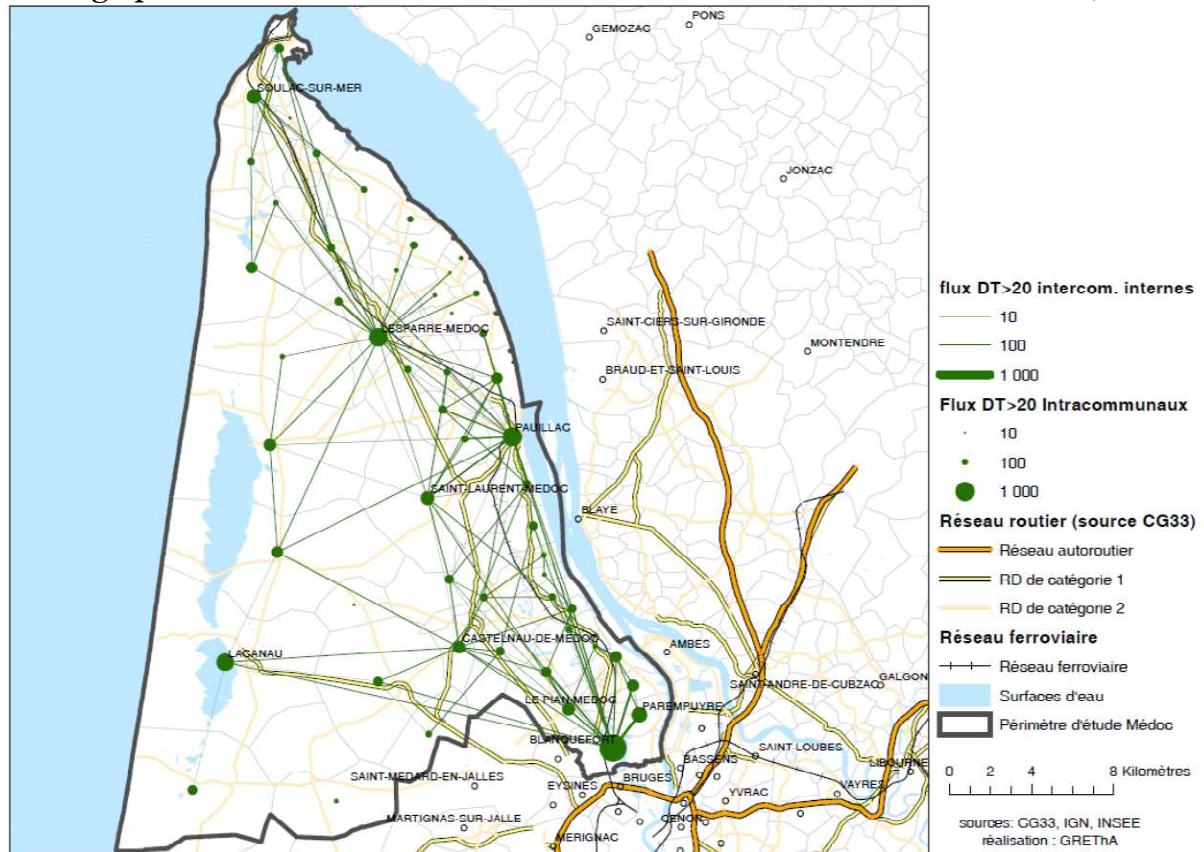 GEMOZAC
PONS
SOULAC-SUR-MER
JONZAC
SAINT-CIERS-SUR-GIRONDE
LESPARRE-MEDOC
MONTENDRE
BRAUD-ET-SAINT-LOUIS
PAUILLAC
SAINT-LAURENT-MEDOC
BLAYE
CASTELNAU-DE-MEDOC
AMBES
LACANAU
SAINT-ANDRE-DE-CUBZAC
GALGON
LE PIAN-MEDOC
PAREMPUYRE
BLANQUEFORT
SAINT LOUBES
BASSENS
LIBOURNE
SAINT-MEDARD-EN-JALLES
EYSINES
BRUGES
YVRAC
VAYRES
MARTIGNAS-SUR-JALLE
CENON
MERIGNAC
flux DT>20 intercom. internes
10
100
1 000
Flux DT>20 Intracommunaux
10
100
1 000
Réseau routier (source CG33)
Réseau autoroutier
RD de catégorie 1
RD de catégorie 2
Réseau ferroviaire
Réseau ferroviaire
Surfaces d'eau
Périmètre d'étude Médoc
0 2 4 8 Kilomètres
sources: CG33, IGN, INSEE
réalisation : GREThA